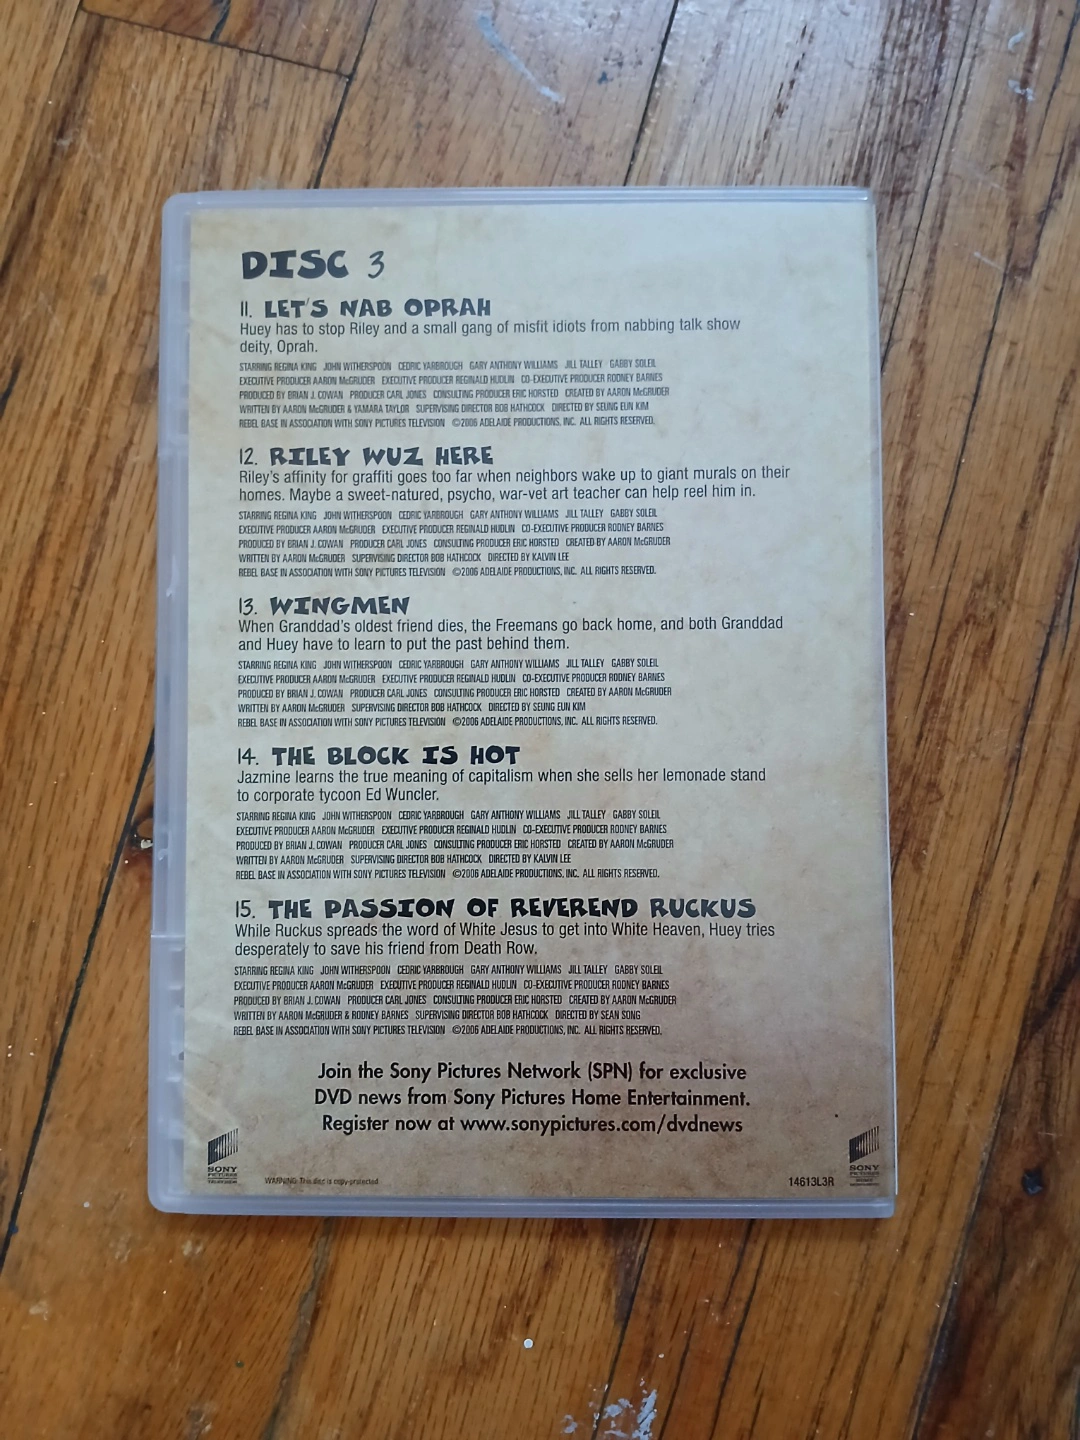 DISC 3
11. LET'S NAB OPRAH
Huey has to stop Riley and a small gang of misfit idiots from nabbing talk show
deity, Oprah.
STARRING REGINA KING JOHN WITHERSPOON CEDRIC YARBROUGH GARY ANTHONY WILLIAMS JILL TALLEY GABBY SOLEIL
EXECUTIVE PRODUCER AARON McGRUDER EXECUTIVE PRODUCER REGINALD HUDLIN CO-EXECUTIVE PRODUCER RODNEY BARNES
PRODUCED BY BRIAN J. COWAN PRODUCER CARL JONES CONSULTING PRODUCER ERIC HORSTED CREATED BY AARON McGRUDER
WRITTEN BY AARON McGRUDER & YAMARA TAYLOR SUPERVISING DIRECTOR BOB HATHCOCK DIRECTED BY SEUNG EUN KIM
REBEL BASE IN ASSOCIATION WITH SONY PICTURES TELEVISION ©2006 ADELAIDE PRODUCTIONS, INC. ALL RIGHTS RESERVED.
12. RILEY WUZ HERE
Riley's affinity for graffiti goes too far when neighbors wake up to giant murals on their
homes. Maybe a sweet-natured, psycho, war-vet art teacher can help reel him in.
STARRING REGINA KING JOHN WITHERSPOON CEDRIC YARBROUGH GARY ANTHONY WILLIAMS JILL TALLEY GABBY SOLEIL
EXECUTIVE PRODUCER AARON McGRUDER EXECUTIVE PRODUCER REGINALD HUDLIN CO-EXECUTIVE PRODUCER RODNEY BARNES
PRODUCED BY BRIAN J. COWAN PRODUCER CARL JONES CONSULTING PRODUCER ERIC HORSTED CREATED BY AARON McGRUDER
WRITTEN BY AARON McGRUDER SUPERVISING DIRECTOR BOB HATHCOCK DIRECTED BY KALVIN LEE
REBEL BASE IN ASSOCIATION WITH SONY PICTURES TELEVISION ©2006 ADELAIDE PRODUCTIONS, INC. ALL RIGHTS RESERVED.
13. WINGMEN
When Granddad's oldest friend dies, the Freemans go back home, and both Granddad
and Huey have to learn to put the past behind them.
STARRING REGINA KING JOHN WITHERSPOON CEDRIC YARBROUGH GARY ANTHONY WILLIAMS JILL TALLEY GABBY SOLEIL
EXECUTIVE PRODUCER AARON McGRUDER EXECUTIVE PRODUCER REGINALD HUDLIN CO-EXECUTIVE PRODUCER RODNEY BARNES
PRODUCED BY BRIAN J. COWAN PRODUCER CARL JONES CONSULTING PRODUCER ERIC HORSTED CREATED BY AARON McGRUDER
WRITTEN BY AARON McGRUDER SUPERVISING DIRECTOR BOB HATHCOCK DIRECTED BY SEUNG EUN KIM
REBEL BASE IN ASSOCIATION WITH SONY PICTURES TELEVISION ©2006 ADELAIDE PRODUCTIONS, INC. ALL RIGHTS RESERVED.
14. THE BLOCK IS HOT
Jazmine learns the true meaning of capitalism when she sells her lemonade stand
to corporate tycoon Ed Wuncler.
STARRING REGINA KING JOHN WITHERSPOON CEDRIC YARBROUGH GARY ANTHONY WILLIAMS JILL TALLEY GABBY SOLEIL
EXECUTIVE PRODUCER AARON McGRUDER EXECUTIVE PRODUCER REGINALD HUDLIN CO-EXECUTIVE PRODUCER RODNEY BARNES
PRODUCED BY BRIAN J. COWAN PRODUCER CARL JONES CONSULTING PRODUCER ERIC HORSTED CREATED BY AARON McGRUDER
WRITTEN BY AARON McGRUDER SUPERVISING DIRECTOR BOB HATHCOCK DIRECTED BY KALVIN LEE
REBEL BASE IN ASSOCIATION WITH SONY PICTURES TELEVISION ©2006 ADELAIDE PRODUCTIONS, INC. ALL RIGHTS RESERVED.
15. THE PASSION OF REVEREND RUCKUS
While Ruckus spreads the word of White Jesus to get into White Heaven, Huey tries
desperately to save his friend from Death Row.
STARRING REGINA KING JOHN WITHERSPOON CEDRIC YARBROUGH GARY ANTHONY WILLIAMS JILL TALLEY GABBY SOLEIL
EXECUTIVE PRODUCER AARON McGRUDER EXECUTIVE PRODUCER REGINALD HUDLIN CO-EXECUTIVE PRODUCER RODNEY BARNES
PRODUCED BY BRIAN J. COWAN PRODUCER CARL JONES CONSULTING PRODUCER ERIC HORSTED CREATED BY AARON McGRUDER
WRITTEN BY AARON McGRUDER & RODNEY BARNES SUPERVISING DIRECTOR BOB HATHCOCK DIRECTED BY SEAN SONG
REBEL BASE IN ASSOCIATION WITH SONY PICTURES TELEVISION ©2006 ADELAIDE PRODUCTIONS, INC. ALL RIGHTS RESERVED.
Join the Sony Pictures Network (SPN) for exclusive
DVD news from Sony Pictures Home Entertainment.
Register now at www.sonypictures.com/dvdnews
SONY
PICTURES
TELEVISION
WARNING: This disc is copy-protected
14613L3R
SONY
PICTURES